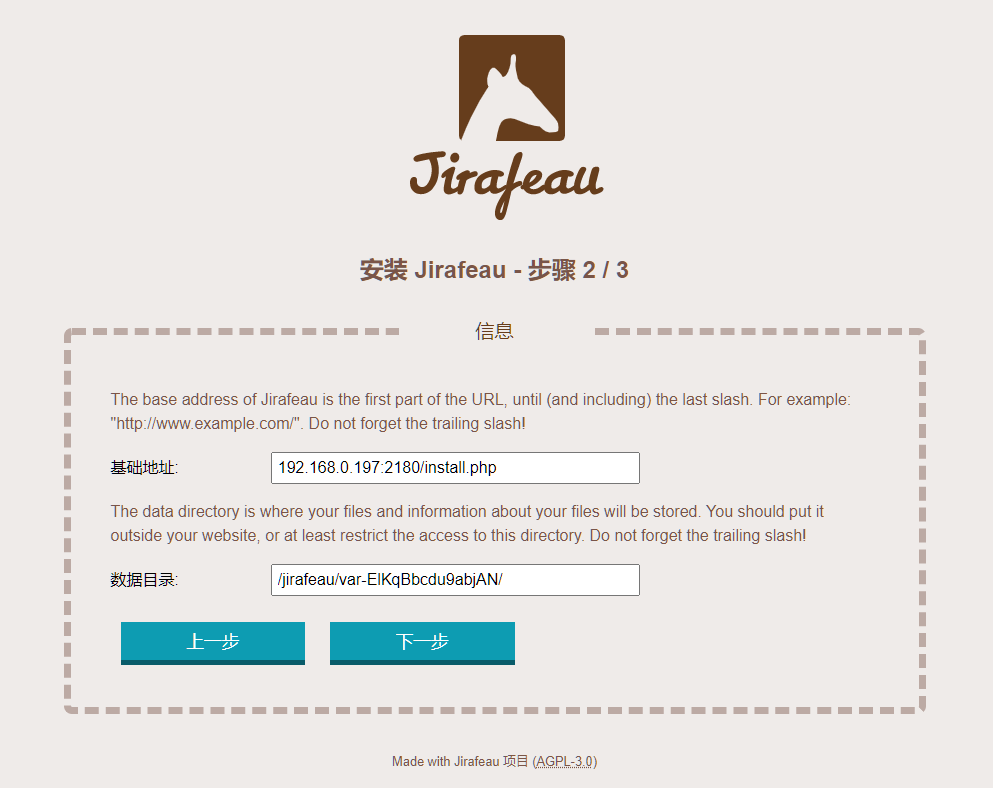 Jirafeau
安装 Jirafeau - 步骤 2 / 3
信息
The base address of Jirafeau is the first part of the URL, until (and including) the last slash. For example:
"http://www.example.com/". Do not forget the trailing slash!
基础地址: 192.168.0.197:2180/install.php
The data directory is where your files and information about your files will be stored. You should put it
outside your website, or at least restrict the access to this directory. Do not forget the trailing slash!
数据目录: /jirafeau/var-ElKqBbcdu9abjAN/
上一步 下一步
Made with Jirafeau 项目 (AGPL-3.0)